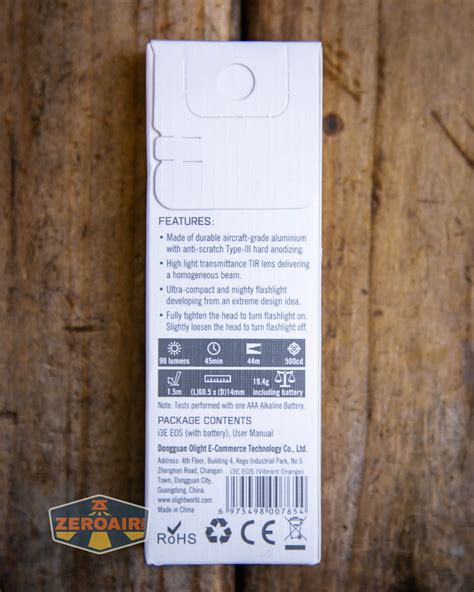 FEATURES:
• Made of durable aircraft-grade aluminium
with anti-scratch Type-III hard anodizing.
• High light transmittance TIR lens delivering
a homogeneous beam.
• Ultra-compact and mighty flashlight
developing from an extreme design idea.
• Fully tighten the head to turn flashlight on.
Slightly loosen the head to turn flashlight off.
90 lumens 45min 44m 500cd
1.5m (L)60.5 x (D)14mm 19.4g including battery
Note: Tests performed with one AAA Alkaline Battery.
PACKAGE CONTENTS
i3E EOS (with battery), User Manual
Dongguan Olight E-Commerce Technology Co., Ltd
Address: 4th Floor, Building 4, Kegu Industrial Park, No 6
Zhongnan Road, Changan
Town, Dongguan City,
Guangdong, China.
www.olightworld.com
Made in China
i3E EOS (Vibrant Orange)
6 975498 007654
RoHS
CE
ZEROAIR